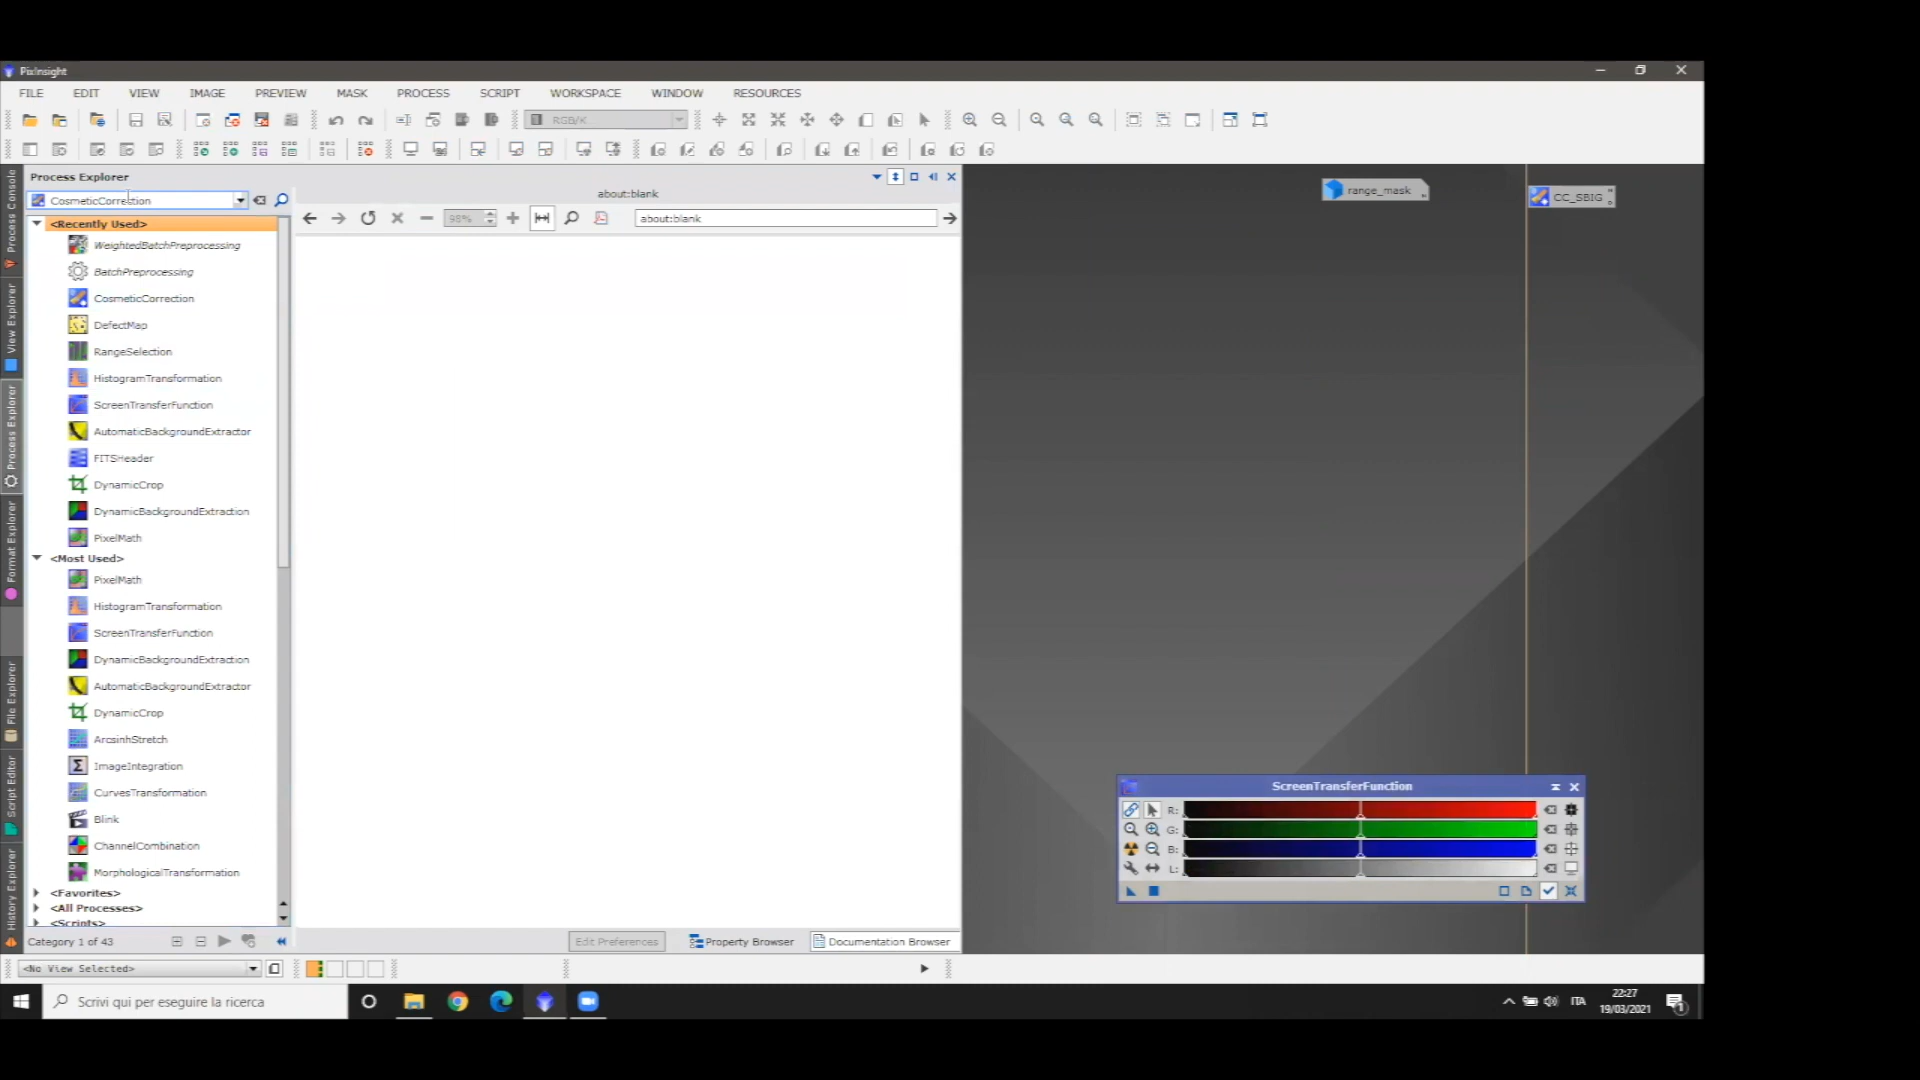 PixInsight
FILE EDIT VIEW IMAGE PREVIEW MASK PROCESS SCRIPT WORKSPACE WINDOW RESOURCES
RGB/K
Process Explorer
CosmeticCorrection
about:blank
98%
about:blank
<Recently Used>
WeightedBatchPreprocessing
BatchPreprocessing
CosmeticCorrection
DefectMap
RangeSelection
HistogramTransformation
ScreenTransferFunction
AutomaticBackgroundExtractor
FITSHeader
DynamicCrop
DynamicBackgroundExtraction
PixelMath
<Most Used>
PixelMath
HistogramTransformation
ScreenTransferFunction
DynamicBackgroundExtraction
AutomaticBackgroundExtractor
DynamicCrop
ArcsinhStretch
ImageIntegration
CurvesTransformation
Blink
ChannelCombination
MorphologicalTransformation
<Favorites>
<All Processes>
<Scripts>
Category 1 of 43
Edit Preferences
Property Browser
Documentation Browser
Process Console
View Explorer
Process Explorer
Format Explorer
File Explorer
Script Editor
History Explorer
range_mask
CC_SBIG
ScreenTransferFunction
R:
G:
B:
L:
<No View Selected>
Scrivi qui per eseguire la ricerca
ITA
22:27
19/03/2021
1